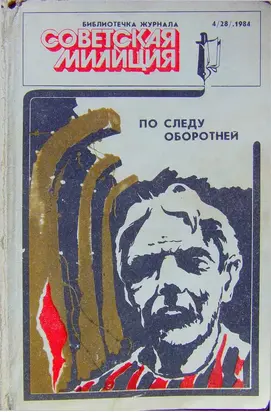 БИБЛИОТЕЧКА ЖУРНАЛА 4/28/.1984
СОВЕТСКАЯ
МИЛИЦИЯ
ПО СЛЕДУ
ОБОРОТНЕЙ